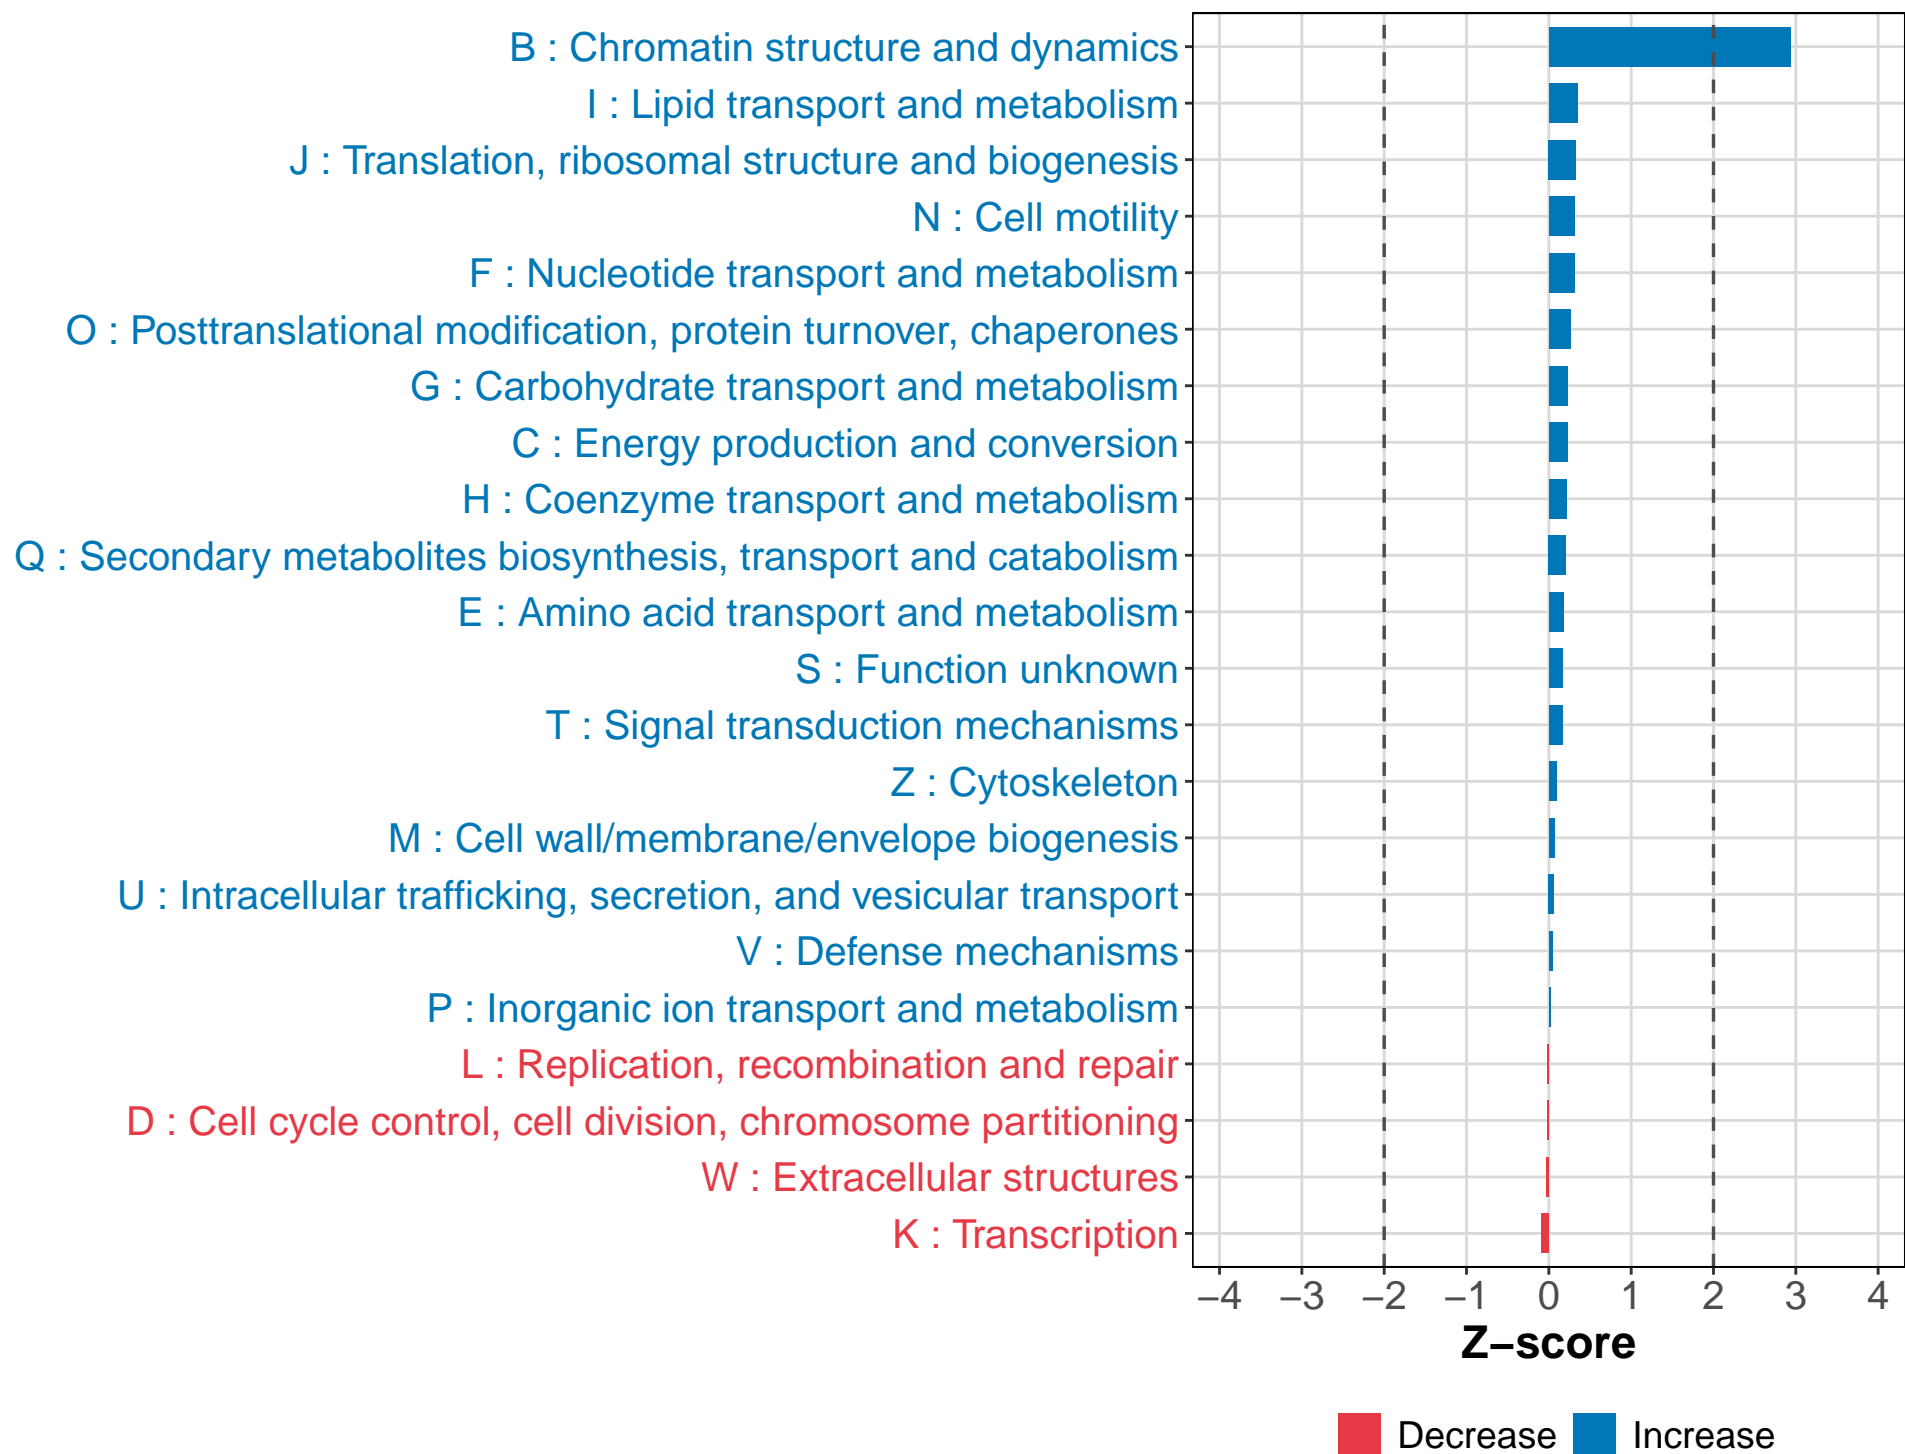 B : Chromatin structure and dynamics
I : Lipid transport and metabolism
J : Translation, ribosomal structure and biogenesis
N : Cell motility
F : Nucleotide transport and metabolism
O : Posttranslational modification, protein turnover, chaperones
G : Carbohydrate transport and metabolism
C : Energy production and conversion
H : Coenzyme transport and metabolism
Q : Secondary metabolites biosynthesis, transport and catabolism
E : Amino acid transport and metabolism
S : Function unknown
T : Signal transduction mechanisms
Z : Cytoskeleton
M : Cell wall/membrane/envelope biogenesis
U : Intracellular trafficking, secretion, and vesicular transport
V : Defense mechanisms
P : Inorganic ion transport and metabolism
L : Replication, recombination and repair
D : Cell cycle control, cell division, chromosome partitioning
W : Extracellular structures
K : Transcription
−4 −3 −2 −1 0 1 2 3 4
Z−score
Decrease Increase